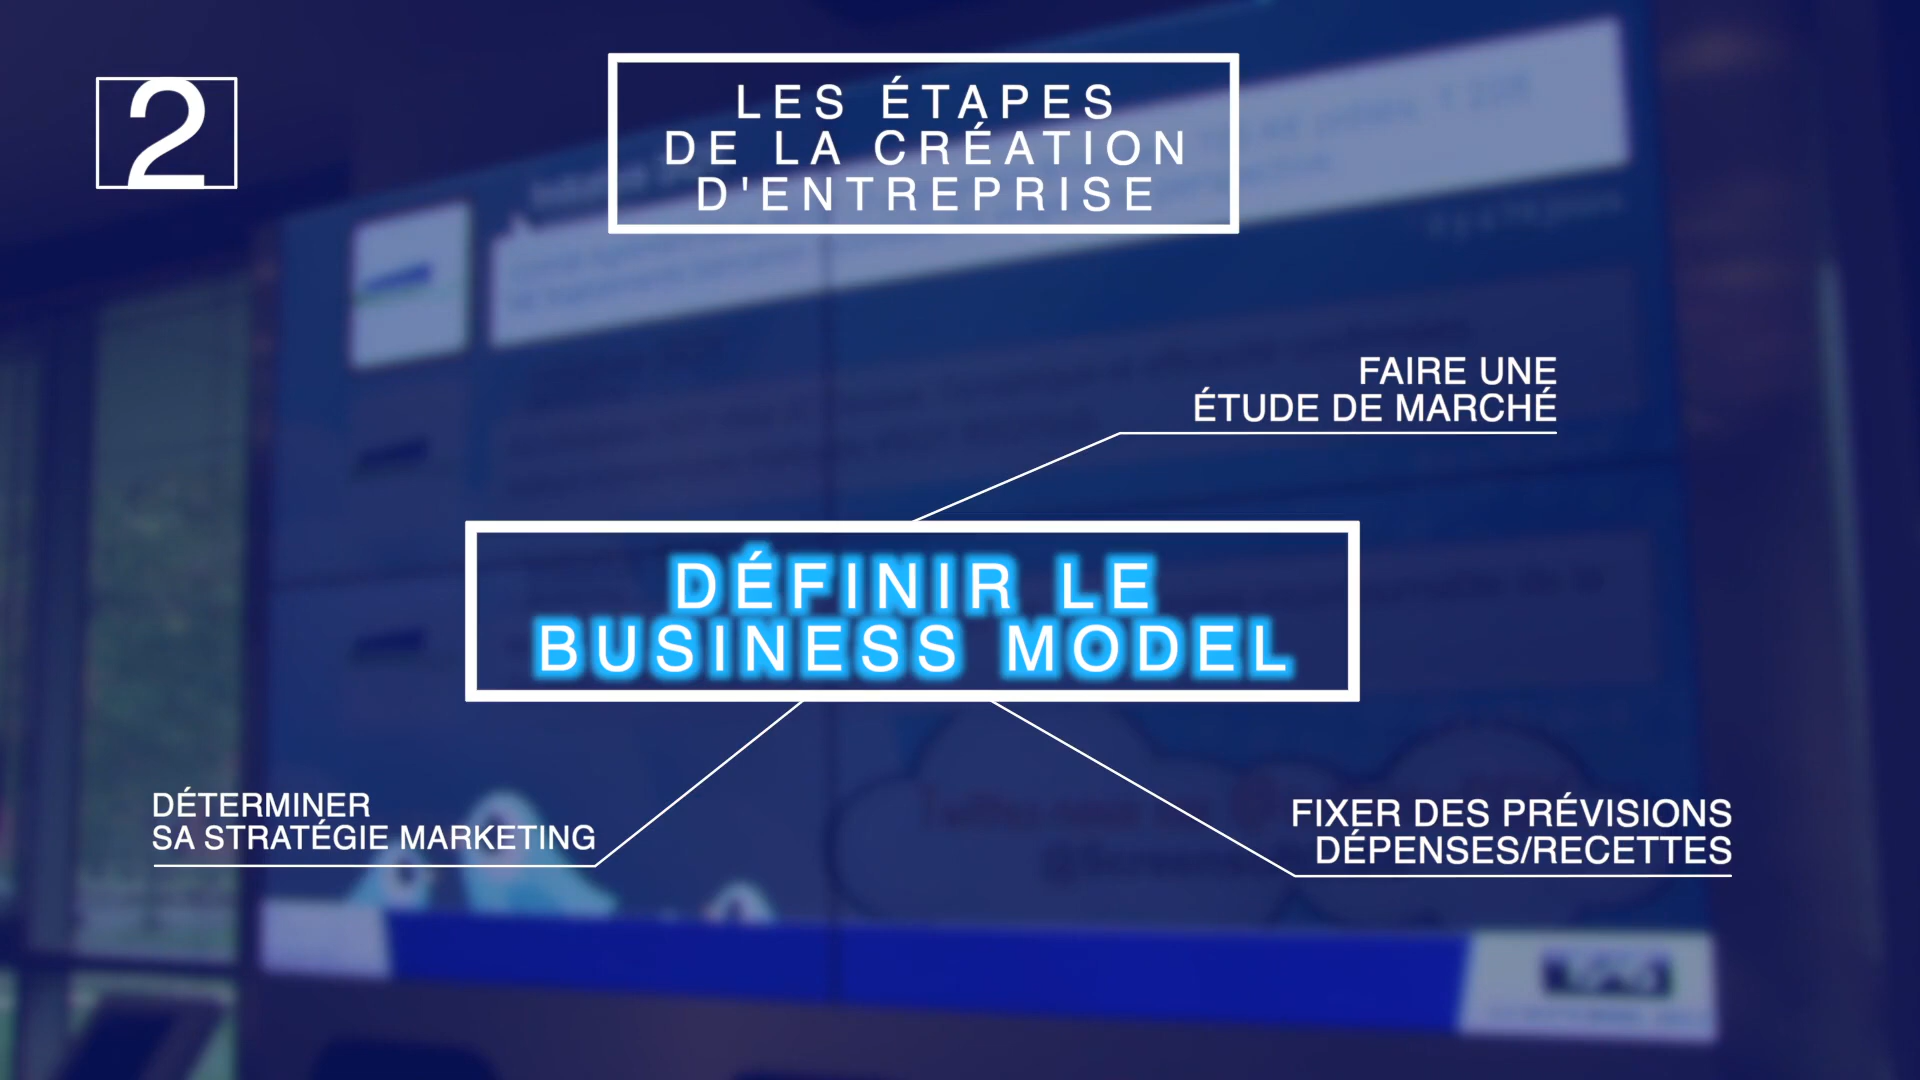 2
LES ÉTAPES
DE LA CRÉATION
D'ENTREPRISE
FAIRE UNE
ÉTUDE DE MARCHÉ
DÉFINIR LE
BUSINESS MODEL
DÉTERMINER
SA STRATÉGIE MARKETING
FIXER DES PRÉVISIONS
DÉPENSES/RECETTES